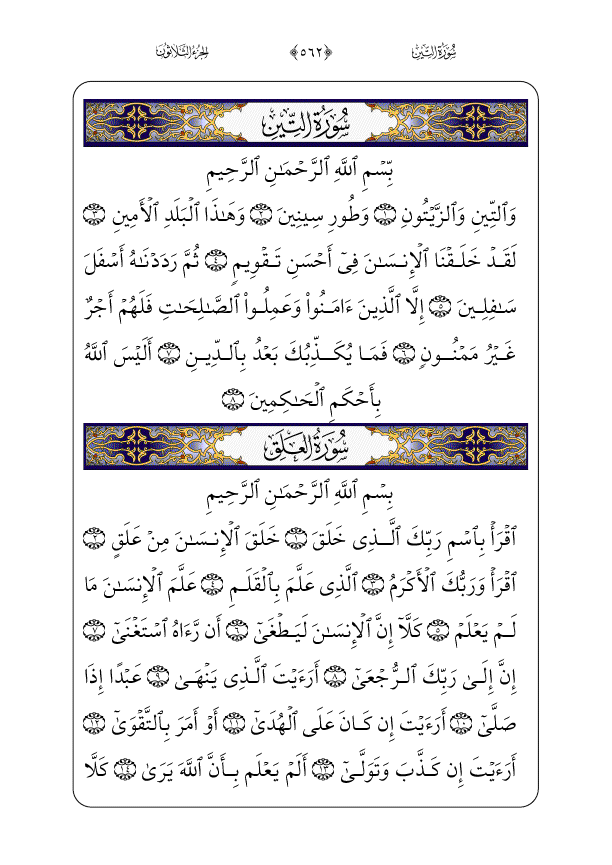 سُورَةُ التِّينِ ﴿٥٦٢﴾ الجزء الثلاثون
سُورَةُ التِّينِ
بِّسۡمِ ٱللَّهِ ٱلرَّحۡمَٰنِ ٱلرَّحِيمِ
وَٱلتِّينِ وَٱلزَّيۡتُونِ ١ وَطُورِ سِينِينَ ٢ وَهَٰذَا ٱلۡبَلَدِ ٱلۡأَمِينِ ٣
لَقَدۡ خَلَقۡنَا ٱلۡإِنسَٰنَ فِيٓ أَحۡسَنِ تَقۡوِيمٖ ٤ ثُمَّ رَدَدۡنَٰهُ أَسۡفَلَ
سَٰفِلِينَ ٥ إِلَّا ٱلَّذِينَ ءَامَنُواْ وَعَمِلُواْ ٱلصَّٰلِحَٰتِ فَلَهُمۡ أَجۡرٌ
غَيۡرُ مَمۡنُونٖ ٦ فَمَا يُكَذِّبُكَ بَعۡدُ بِٱلدِّينِ ٧ أَلَيۡسَ ٱللَّهُ
بِأَحۡكَمِ ٱلۡحَٰكِمِينَ ٨
سُورَةُ العَلَقِ
بِسۡمِ ٱللَّهِ ٱلرَّحۡمَٰنِ ٱلرَّحِيمِ
ٱقۡرَأۡ بِٱسۡمِ رَبِّكَ ٱلَّذِي خَلَقَ ١ خَلَقَ ٱلۡإِنسَٰنَ مِنۡ عَلَقٍ ٢
ٱقۡرَأۡ وَرَبُّكَ ٱلۡأَكۡرَمُ ٣ ٱلَّذِي عَلَّمَ بِٱلۡقَلَمِ ٤ عَلَّمَ ٱلۡإِنسَٰنَ مَا
لَمۡ يَعۡلَمۡ ٥ كَلَّآ إِنَّ ٱلۡإِنسَٰنَ لَيَطۡغَىٰٓ ٦ أَن رَّءَاهُ ٱسۡتَغۡنَىٰٓ ٧
إِنَّ إِلَىٰ رَبِّكَ ٱلرُّجۡعَىٰٓ ٨ أَرَءَيۡتَ ٱلَّذِي يَنۡهَىٰ ٩ عَبۡدًا إِذَا
صَلَّىٰٓ ١٠ أَرَءَيۡتَ إِن كَانَ عَلَى ٱلۡهُدَىٰٓ ١١ أَوۡ أَمَرَ بِٱلتَّقۡوَىٰٓ ١٢
أَرَءَيۡتَ إِن كَذَّبَ وَتَوَلَّىٰٓ ١٣ أَلَمۡ يَعۡلَم بِأَنَّ ٱللَّهَ يَرَىٰ ١٤ كَلَّا